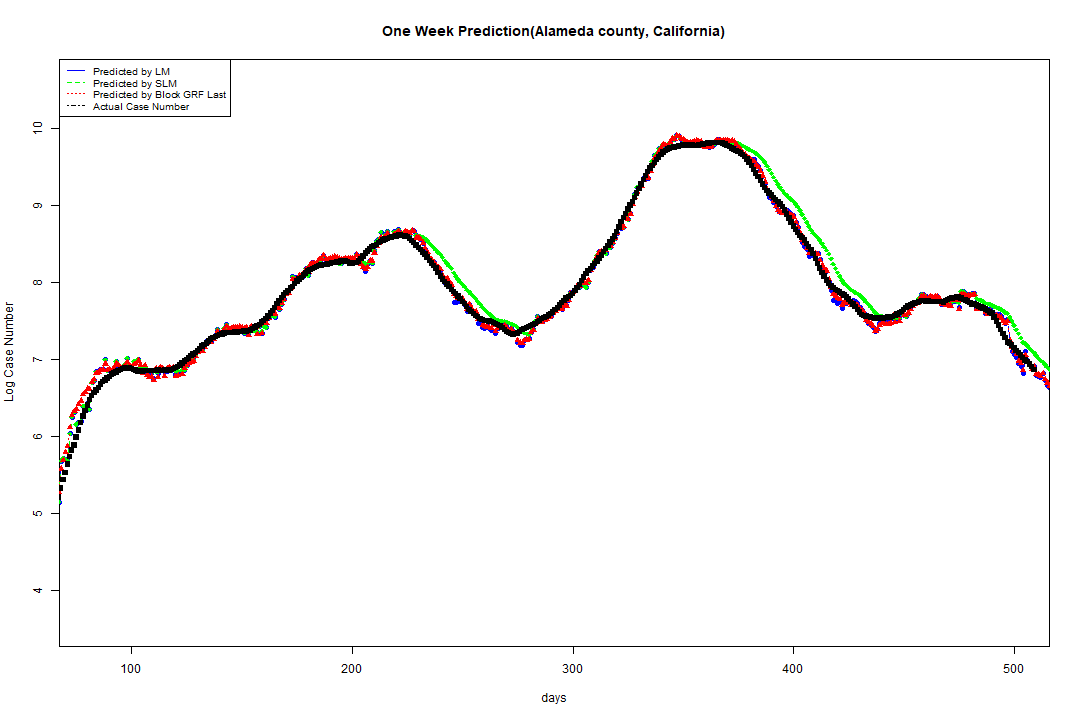 One Week Prediction(Alameda county, California)
Predicted by LM
Predicted by SLM
Predicted by Block GRF Last
Actual Case Number
10
9
8
7
6
5
4
Log Case Number
100 200 300 400 500
days